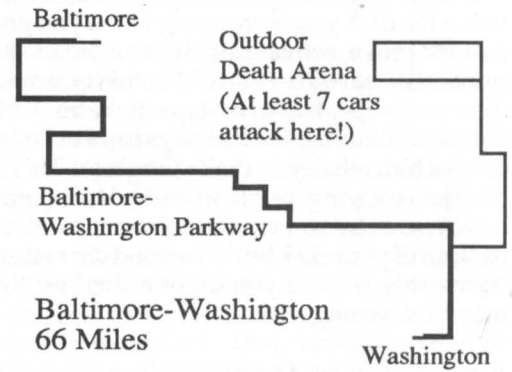 Baltimore
Outdoor
Death Arena
(At least 7 cars
attack here!)
Baltimore-
Washington Parkway
Baltimore-Washington
66 Miles
Washington